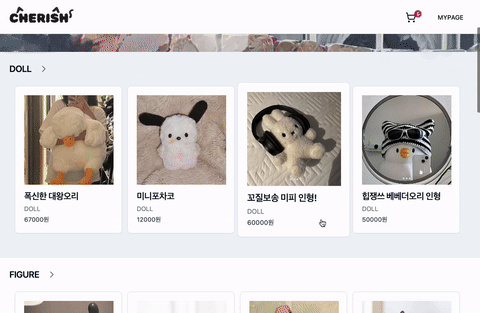 CHERISH
2
MYPAGE
DOLL >
폭신한 대왕오리
DOLL
67000원
미니포차코
DOLL
12000원
꼬질보송 미피 인형!
DOLL
60000원
힙쟁쓰 베베더오리 인형
DOLL
50000원
FIGURE >